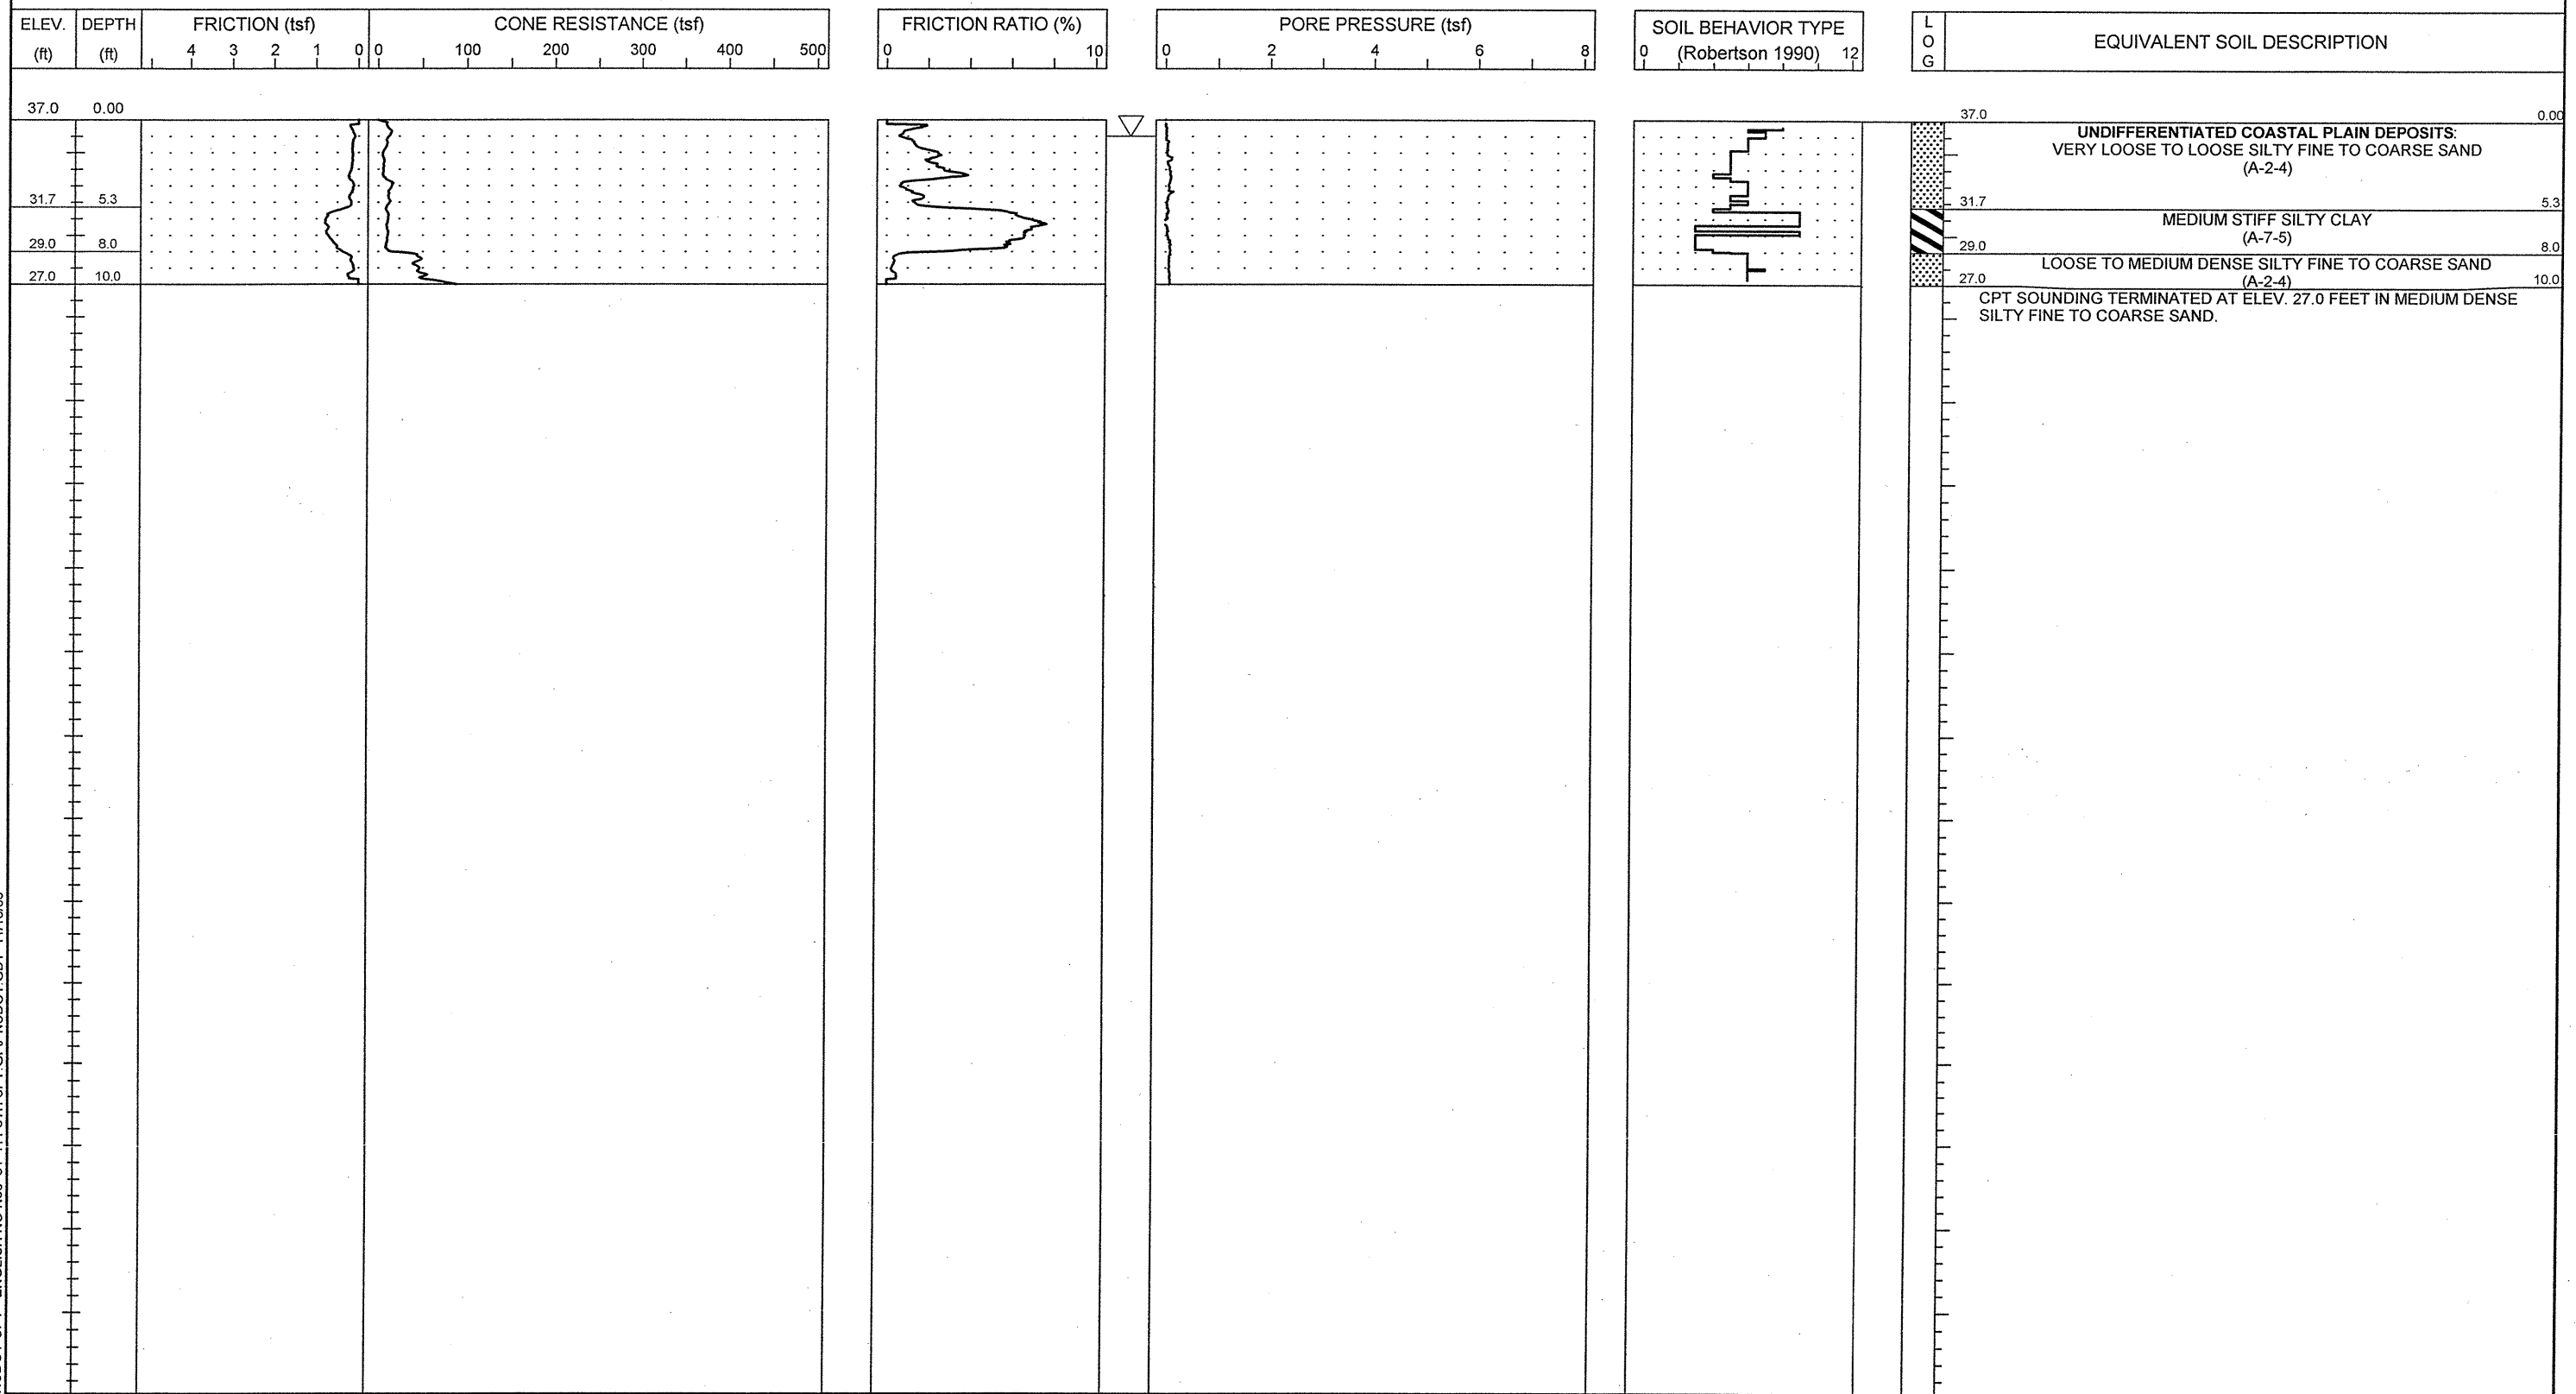 ELEV. DEPTH FRICTION (tsf) CONE RESISTANCE (tsf) FRICTION RATIO (%) PORE PRESSURE (tsf) SOIL BEHAVIOR TYPE LOG EQUIVALENT SOIL DESCRIPTION
(ft) (ft) 4 3 2 1 0 0 100 200 300 400 500 0 10 0 2 4 6 8 0 (Robertson 1990) 12
37.0 0.00 37.0 0.00
UNDIFFERENTIATED COASTAL PLAIN DEPOSITS:
VERY LOOSE TO LOOSE SILTY FINE TO COARSE SAND
(A-2-4)
31.7 5.3 31.7 5.3
MEDIUM STIFF SILTY CLAY
(A-7-5)
29.0 8.0 29.0 8.0
LOOSE TO MEDIUM DENSE SILTY FINE TO COARSE SAND
27.0 10.0 27.0 (A-2-4) 10.0
CPT SOUNDING TERMINATED AT ELEV. 27.0 FEET IN MEDIUM DENSE
SILTY FINE TO COARSE SAND.